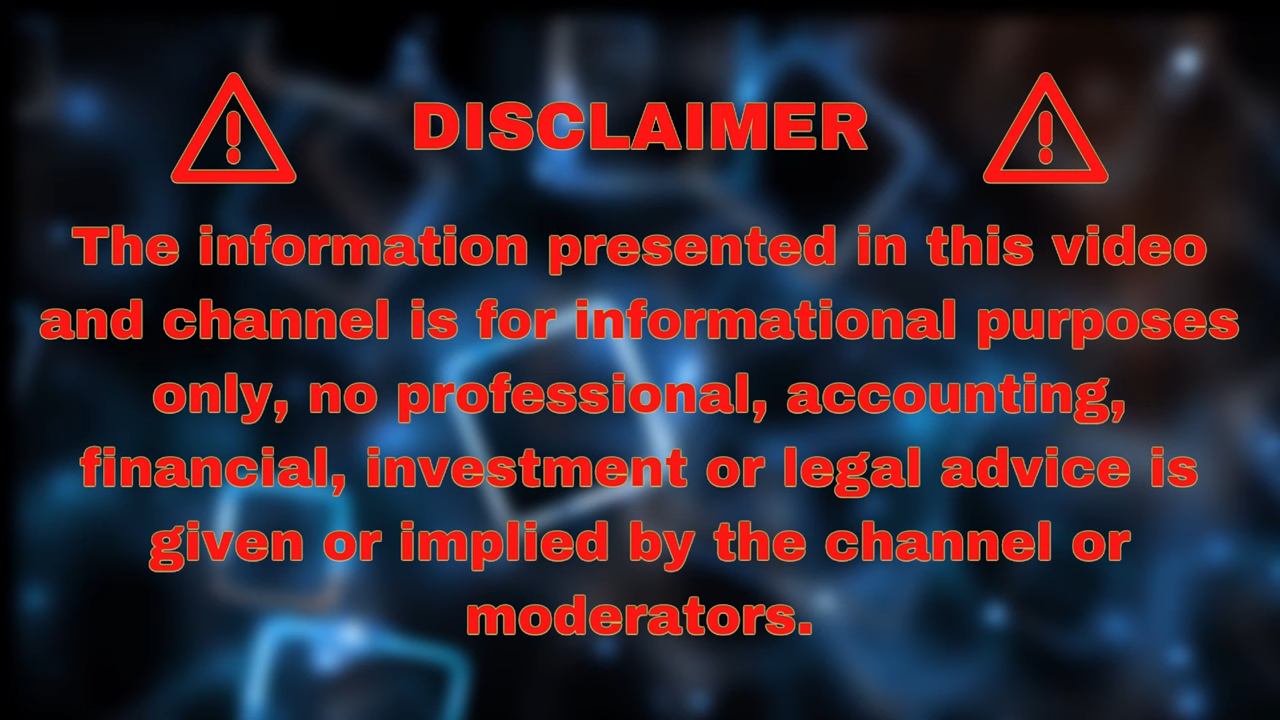 DISCLAIMER
The information presented in this video
and channel is for informational purposes
only, no professional, accounting,
financial, investment or legal advice is
given or implied by the channel or
moderators.